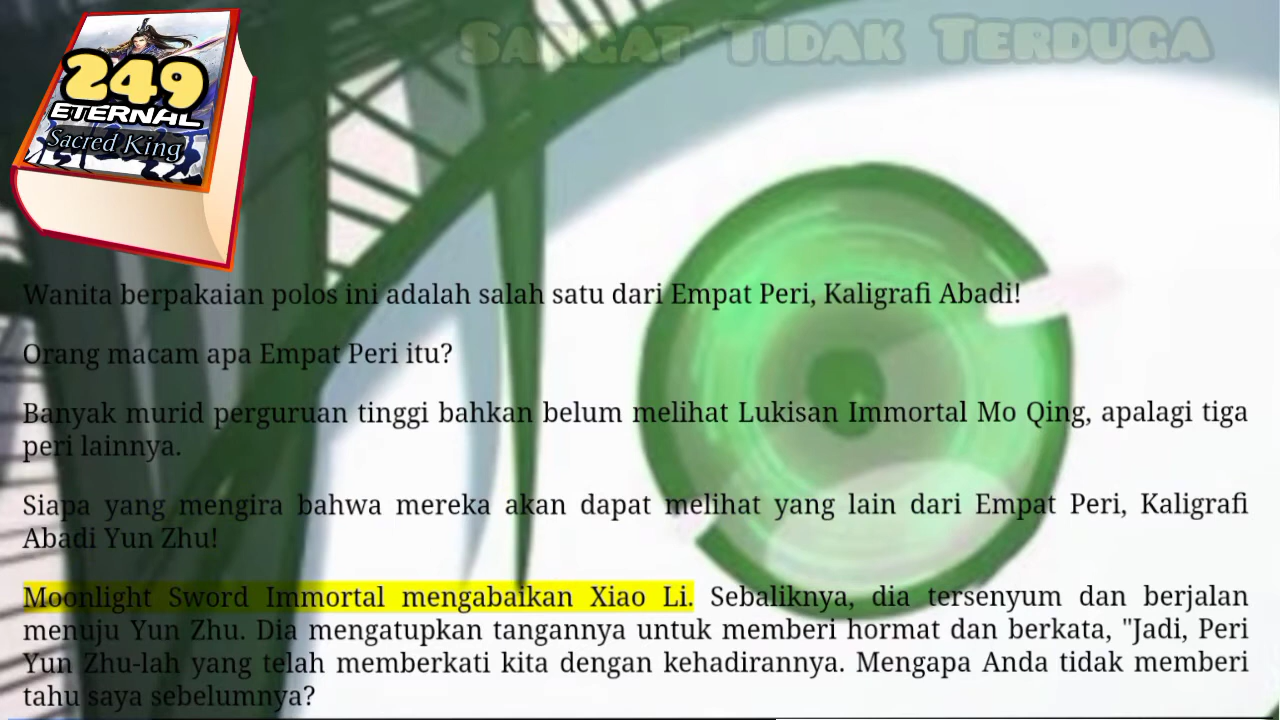 SANGAT TIDAK TERDUGA
249
ETERNAL
Sacred King
Wanita berpakaian polos ini adalah salah satu dari Empat Peri, Kaligrafi Abadi!
Orang macam apa Empat Peri itu?
Banyak murid perguruan tinggi bahkan belum melihat Lukisan Immortal Mo Qing, apalagi tiga
peri lainnya.
Siapa yang mengira bahwa mereka akan dapat melihat yang lain dari Empat Peri, Kaligrafi
Abadi Yun Zhu!
Moonlight Sword Immortal mengabaikan Xiao Li. Sebaliknya, dia tersenyum dan berjalan
menuju Yun Zhu. Dia mengatupkan tangannya untuk memberi hormat dan berkata, "Jadi, Peri
Yun Zhu-lah yang telah memberkati kita dengan kehadirannya. Mengapa Anda tidak memberi
tahu saya sebelumnya?